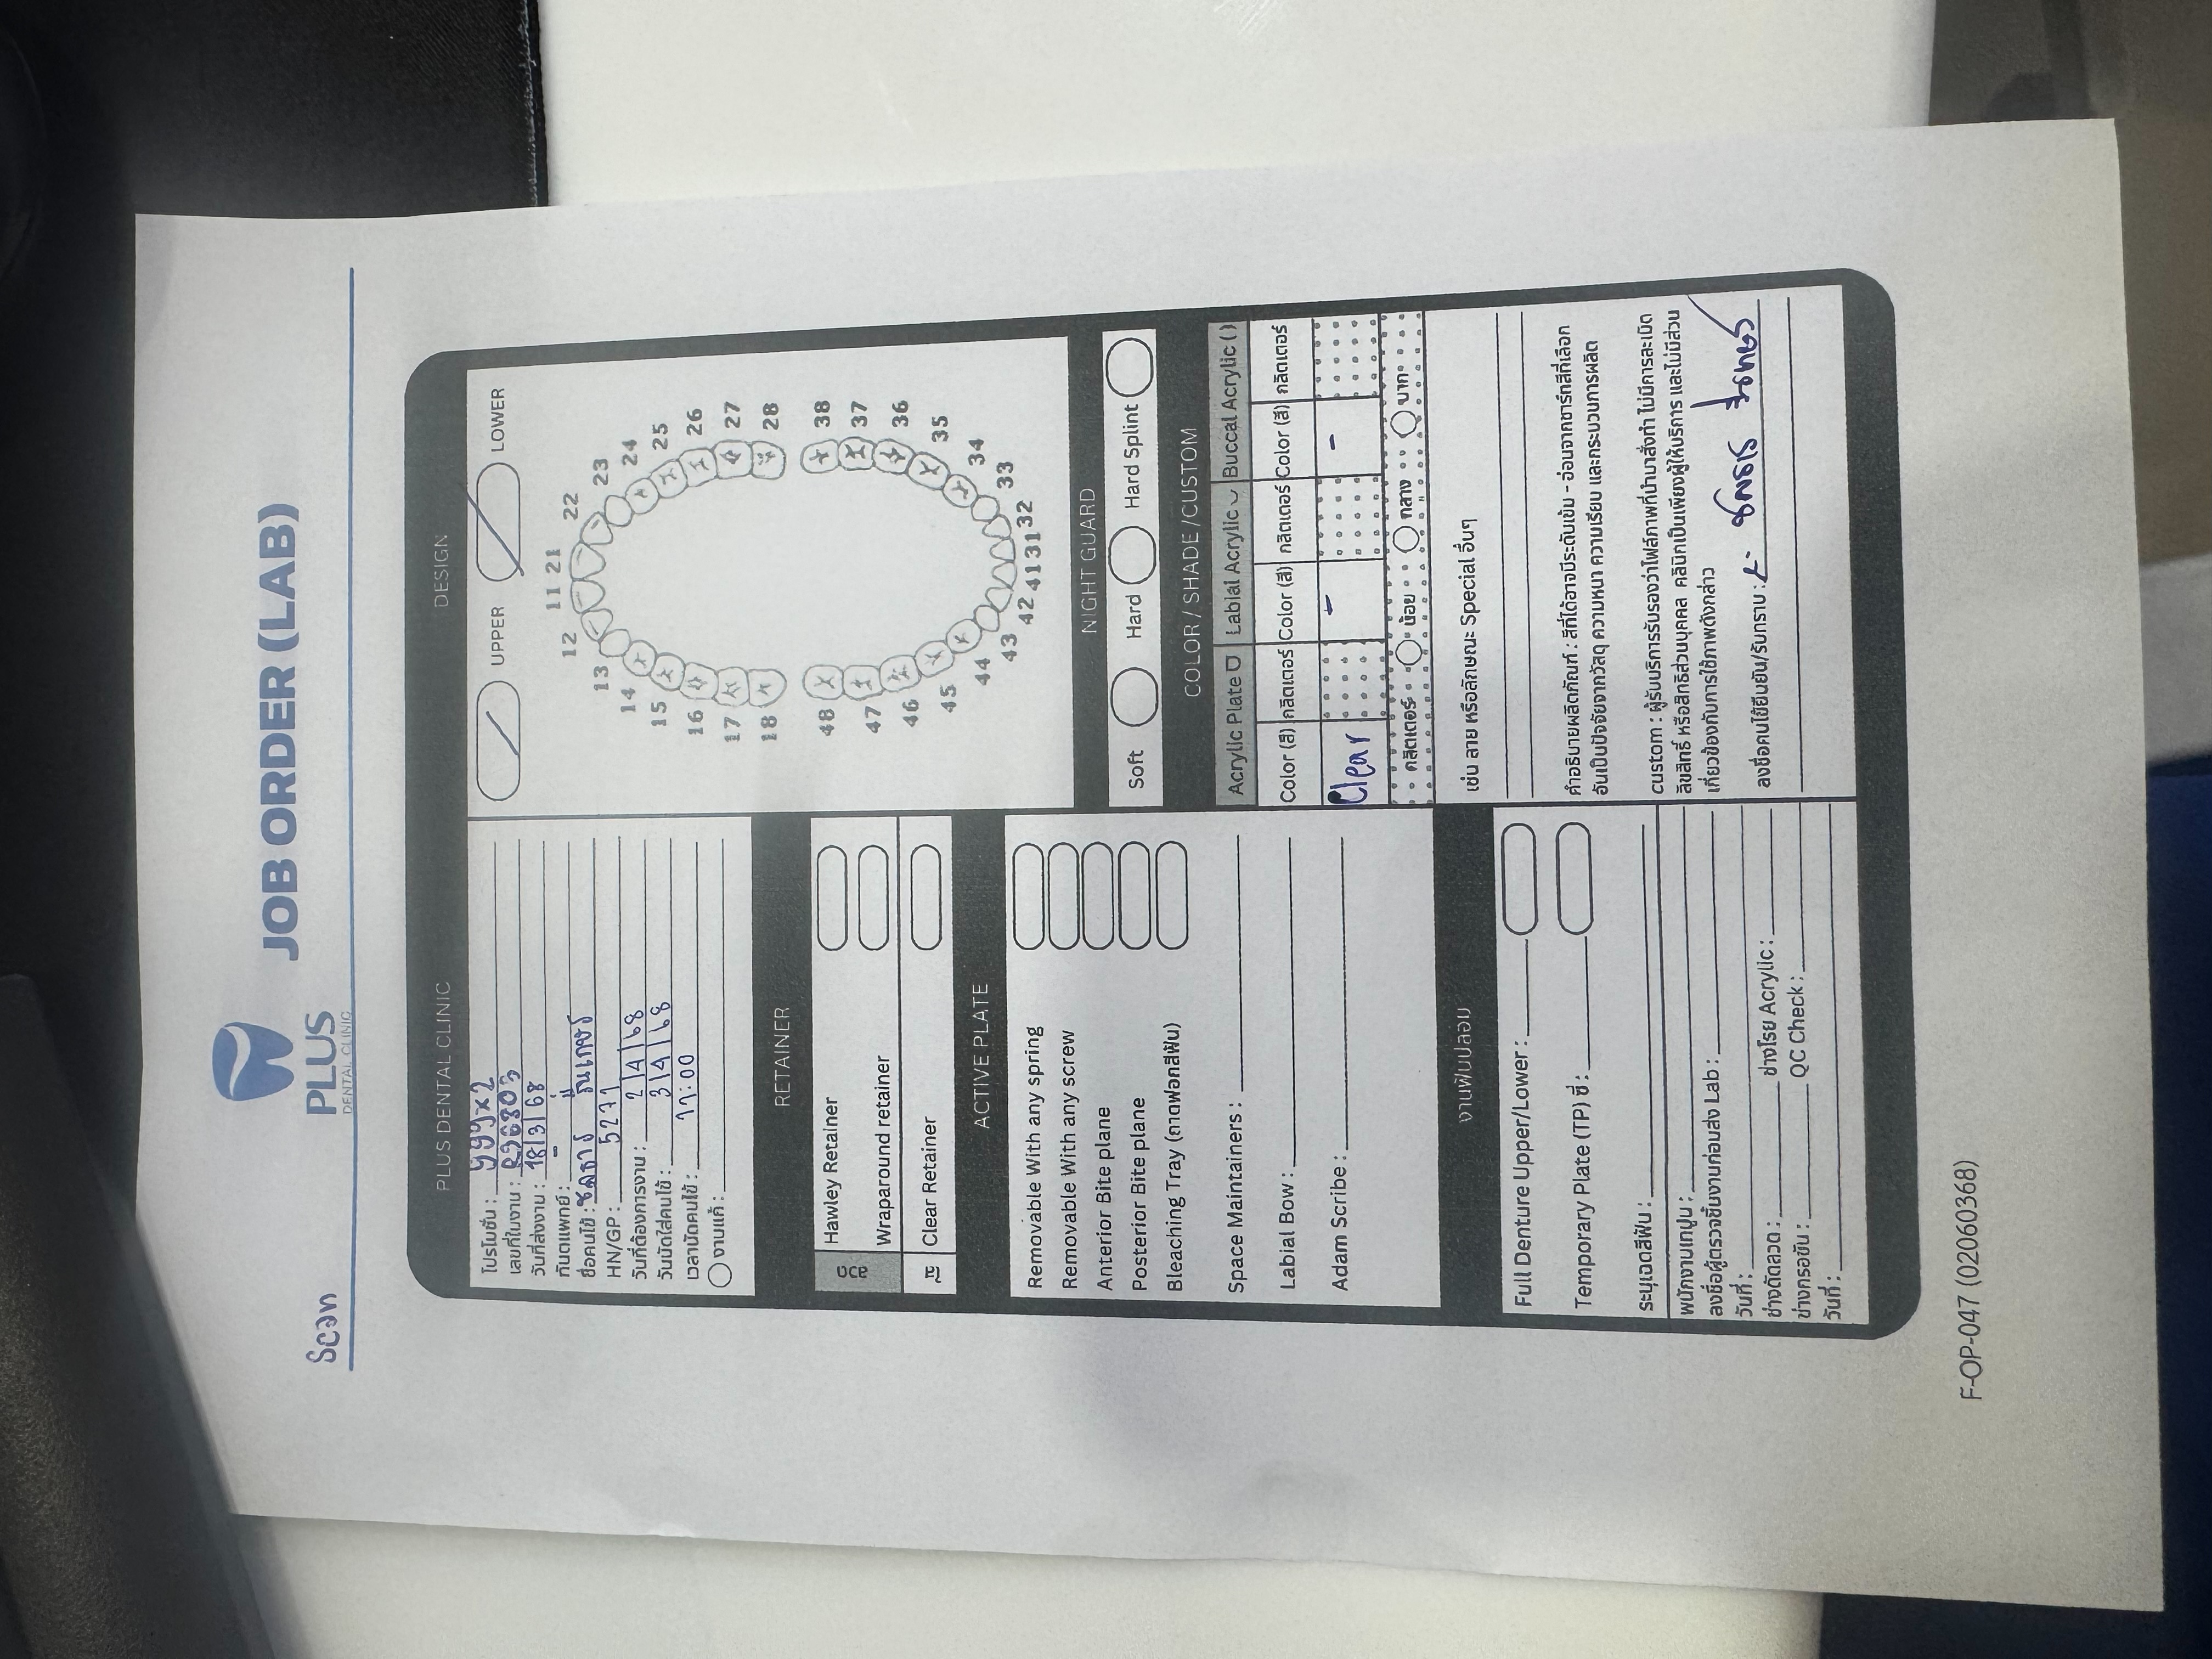 Scan
PLUS
DENTAL CLINIC
JOB ORDER (LAB)
PLUS DENTAL CLINIC
โปรโมชั่น : 999x2
เลขที่ใบงาน : R36803
วันที่ส่งงาน : 18/3/68
ทันตแพทย์ : -
ชื่อคนไข้ : ชลธาร
HN/GP : 5271
วันที่ต้องการงาน : 2/4/68
วันนัดใส่คนไข้ : 3/4/68
เวลานัดคนไข้ : 17:00
งานแก้ :
RETAINER
ลวด
Hawley Retainer
Wraparound retainer
ใส
Clear Retainer
ACTIVE PLATE
Removable With any spring
Removable With any screw
Anterior Bite plane
Posterior Bite plane
Bleaching Tray (ถาดฟอกสีฟัน)
Space Maintainers :
Labial Bow :
Adam Scribe :
งานฟันปลอม
Full Denture Upper/Lower :
Temporary Plate (TP) ซี่ :
ระบุเฉดสีฟัน :
พนักงานเทปูน :
ลงชื่อผู้ตรวจชิ้นงานก่อนส่ง Lab :
วันที่ :
ช่างดัดลวด : ช่างโรย Acrylic :
ช่างกรอขัน : QC Check :
วันที่ :
DESIGN
UPPER LOWER
11 21
12 22
13 23
14 24
15 25
16 26
17 27
18 28
48 38
47 37
46 36
45 35
44 34
43 33
42 41 31 32
NIGHT GUARD
Soft Hard Hard Splint
COLOR / SHADE /CUSTOM
Acrylic Plate Labial Acrylic Buccal Acrylic ( )
Color (สี) กลิตเตอร์ Color (สี) กลิตเตอร์ Color (สี) กลิตเตอร์
Clear - -
กลิตเตอร์ น้อย กลาง มาก
เช่น ลาย หรือลักษณะ Special อื่นๆ
คำอธิบายผลิตภัณฑ์ : สีที่ได้อาจมีระดับเข้ม - อ่อนจากชาร์ทสีที่เลือก
อันเป็นปัจจัยจากวัสดุ ความหนา ความเรียบ และกระบวนการผลิต
custom : ผู้รับบริการรับรองว่าไฟล์ภาพที่นำมาสั่งทำ ไม่มีการละเมิด
ลิขสิทธิ์ หรือสิทธิส่วนบุคคล คลินิกเป็นเพียงผู้ให้บริการ และไม่มีส่วน
เกี่ยวข้องกับการใช้ภาพดังกล่าว
ลงชื่อคนไข้ยืนยัน/รับทราบ : ชลธาร
F-OP-047 (02060368)